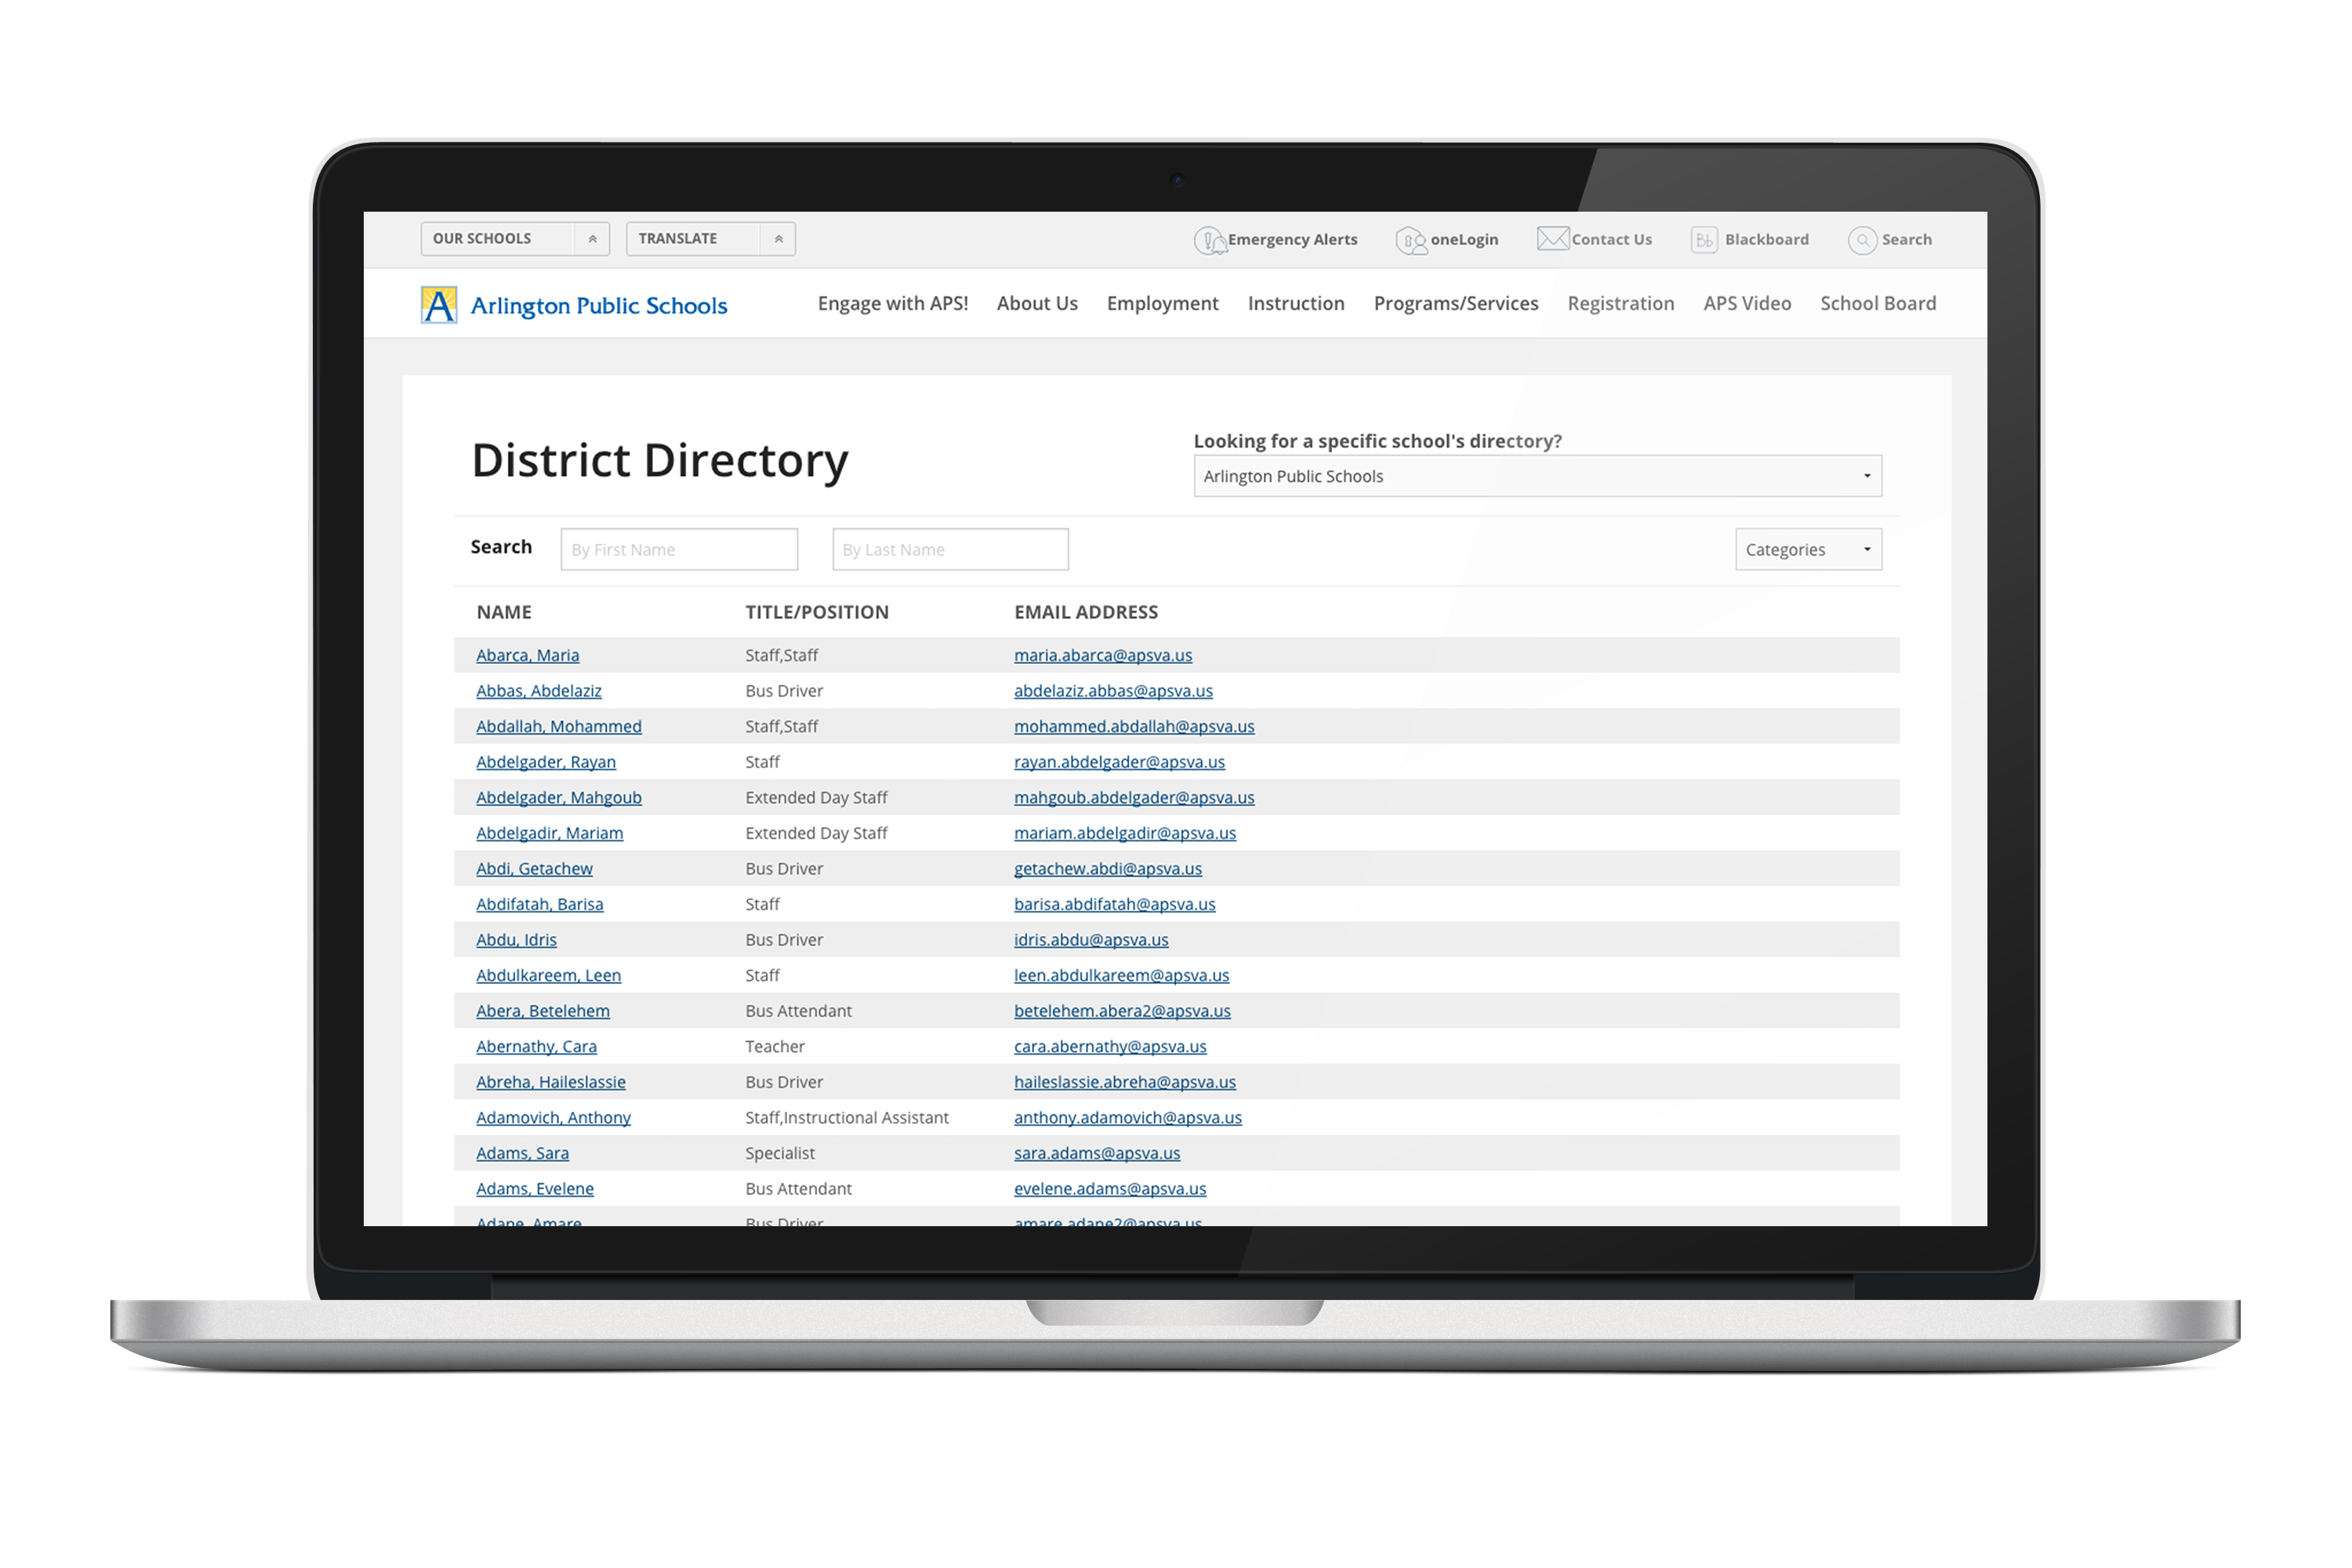 OUR SCHOOLS TRANSLATE Emergency Alerts oneLogin Contact Us Bb Blackboard Search
A Arlington Public Schools Engage with APS! About Us Employment Instruction Programs/Services Registration APS Video School Board
District Directory
Looking for a specific school's directory?
Arlington Public Schools
Search By First Name By Last Name Categories
NAME TITLE/POSITION EMAIL ADDRESS
Abarca, Maria Staff,Staff maria.abarca@apsva.us
Abbas, Abdelaziz Bus Driver abdelaziz.abbas@apsva.us
Abdallah, Mohammed Staff,Staff mohammed.abdallah@apsva.us
Abdelgader, Rayan Staff rayan.abdelgader@apsva.us
Abdelgader, Mahgoub Extended Day Staff mahgoub.abdelgader@apsva.us
Abdelgadir, Mariam Extended Day Staff mariam.abdelgadir@apsva.us
Abdi, Getachew Bus Driver getachew.abdi@apsva.us
Abdifatah, Barisa Staff barisa.abdifatah@apsva.us
Abdu, Idris Bus Driver idris.abdu@apsva.us
Abdulkareem, Leen Staff leen.abdulkareem@apsva.us
Abera, Betelehem Bus Attendant betelehem.abera2@apsva.us
Abernathy, Cara Teacher cara.abernathy@apsva.us
Abreha, Haileslassie Bus Driver haileslassie.abreha@apsva.us
Adamovich, Anthony Staff,Instructional Assistant anthony.adamovich@apsva.us
Adams, Sara Specialist sara.adams@apsva.us
Adams, Evelene Bus Attendant evelene.adams@apsva.us
Adane, Amare Bus Driver amare.adane2@apsva.us